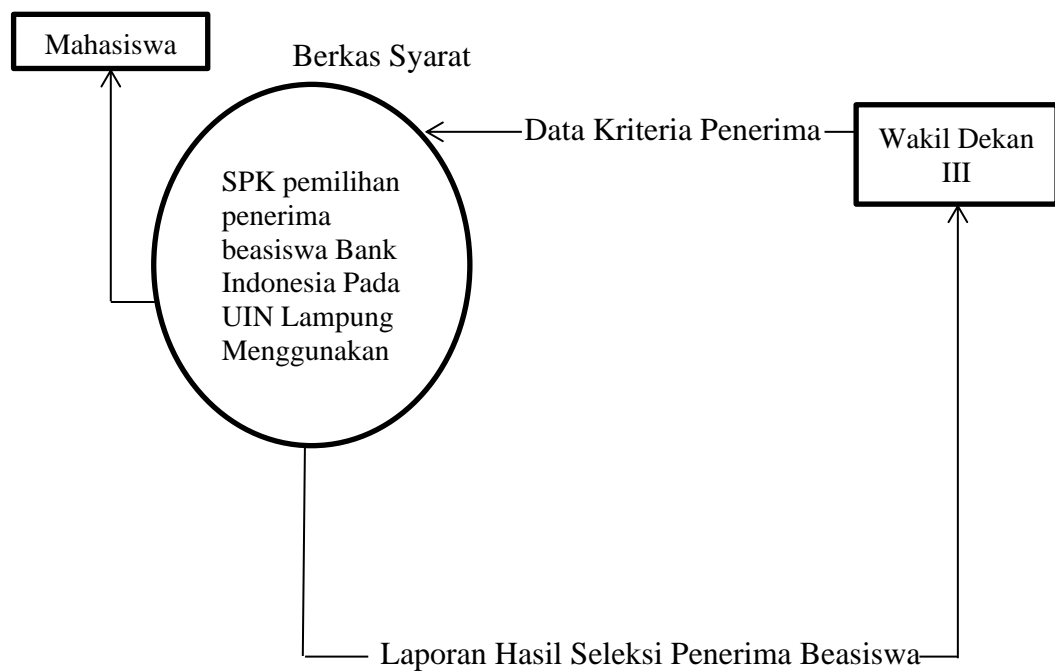 Mahasiswa
Berkas Syarat
Data Kriteria Penerima
Wakil Dekan
III
SPK pemilihan
penerima
beasiswa Bank
Indonesia Pada
UIN Lampung
Menggunakan
Laporan Hasil Seleksi Penerima Beasiswa